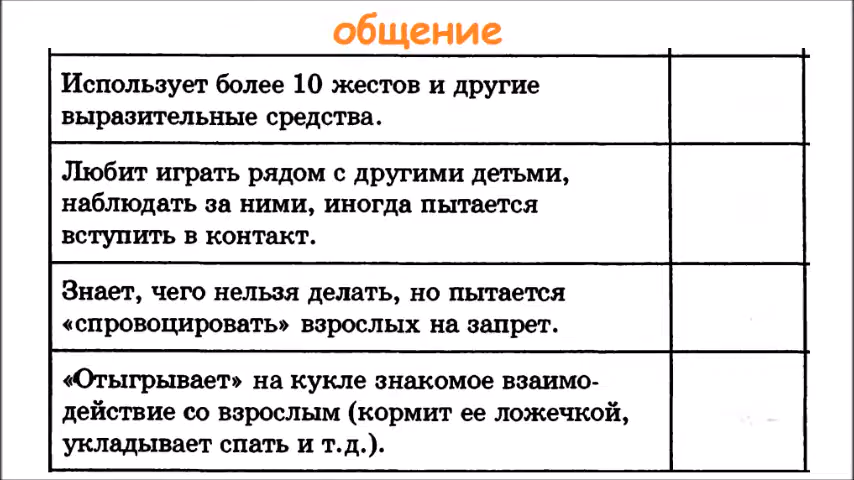 общение
Использует более 10 жестов и другие
выразительные средства.
Любит играть рядом с другими детьми,
наблюдать за ними, иногда пытается
вступить в контакт.
Знает, чего нельзя делать, но пытается
«спровоцировать» взрослых на запрет.
«Отыгрывает» на кукле знакомое взаимо-
действие со взрослым (кормит ее ложечкой,
укладывает спать и т.д.).